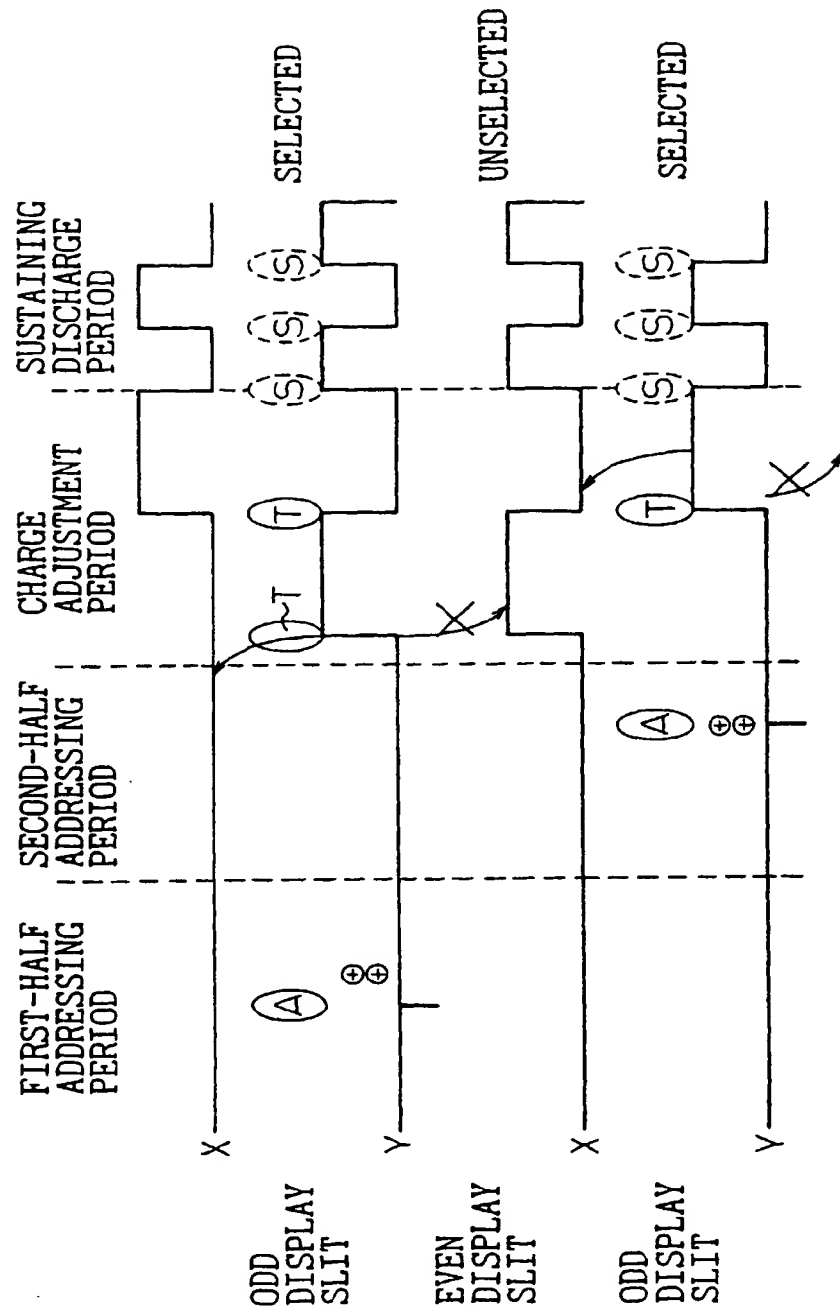 FIRST-HALF
ADDRESSING
PERIOD
SECOND-HALF
ADDRESSING
PERIOD
CHARGE
ADJUSTMENT
PERIOD
SUSTAINING
DISCHARGE
PERIOD
X
ODD
DISPLAY
SLIT
A
⊕⊕
T
T
S
S
S
SELECTED
Y
EVEN
DISPLAY
SLIT
UNSELECTED
X
ODD
DISPLAY
SLIT
A
⊕⊕
T
S
S
S
SELECTED
Y